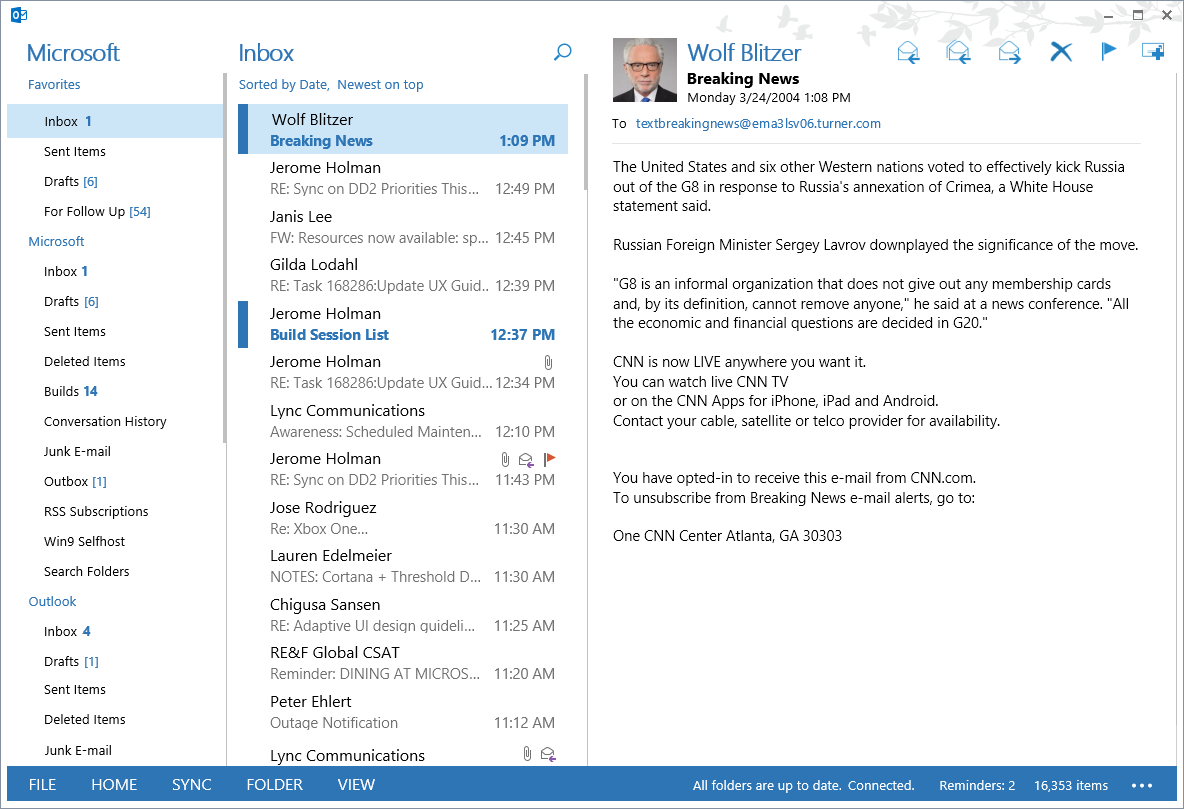 Microsoft
Favorites
Inbox 1
Sent Items
Drafts [6]
For Follow Up [54]
Microsoft
Inbox 1
Drafts [6]
Sent Items
Deleted Items
Builds 14
Conversation History
Junk E-mail
Outbox [1]
RSS Subscriptions
Win9 Selfhost
Search Folders
Outlook
Inbox 4
Drafts [1]
Sent Items
Deleted Items
Junk E-mail
Inbox
Sorted by Date, Newest on top
Wolf Blitzer
Breaking News 1:09 PM
Jerome Holman
RE: Sync on DD2 Priorities This... 12:49 PM
Janis Lee
FW: Resources now available: sp... 12:45 PM
Gilda Lodahl
RE: Task 168286:Update UX Guid.. 12:39 PM
Jerome Holman
Build Session List 12:37 PM
Jerome Holman
RE: Task 168286:Update UX Guid... 12:34 PM
Lync Communications
Awareness: Scheduled Mainten... 12:10 PM
Jerome Holman
RE: Sync on DD2 Priorities This... 11:43 PM
Jose Rodriguez
Re: Xbox One... 11:30 AM
Lauren Edelmeier
NOTES: Cortana + Threshold D... 11:30 AM
Chigusa Sansen
RE: Adaptive UI design guideli... 11:25 AM
RE&F Global CSAT
Reminder: DINING AT MICROS... 11:20 AM
Peter Ehlert
Outage Notification 11:12 AM
Lync Communications
Wolf Blitzer
Breaking News
Monday 3/24/2004 1:08 PM
To textbreakingnews@ema3lsv06.turner.com
The United States and six other Western nations voted to effectively kick Russia
out of the G8 in response to Russia's annexation of Crimea, a White House
statement said.
Russian Foreign Minister Sergey Lavrov downplayed the significance of the move.
"G8 is an informal organization that does not give out any membership cards
and, by its definition, cannot remove anyone," he said at a news conference. "All
the economic and financial questions are decided in G20."
CNN is now LIVE anywhere you want it.
You can watch live CNN TV
or on the CNN Apps for iPhone, iPad and Android.
Contact your cable, satellite or telco provider for availability.
You have opted-in to receive this e-mail from CNN.com.
To unsubscribe from Breaking News e-mail alerts, go to:
One CNN Center Atlanta, GA 30303
FILE HOME SYNC FOLDER VIEW All folders are up to date. Connected. Reminders: 2 16,353 items